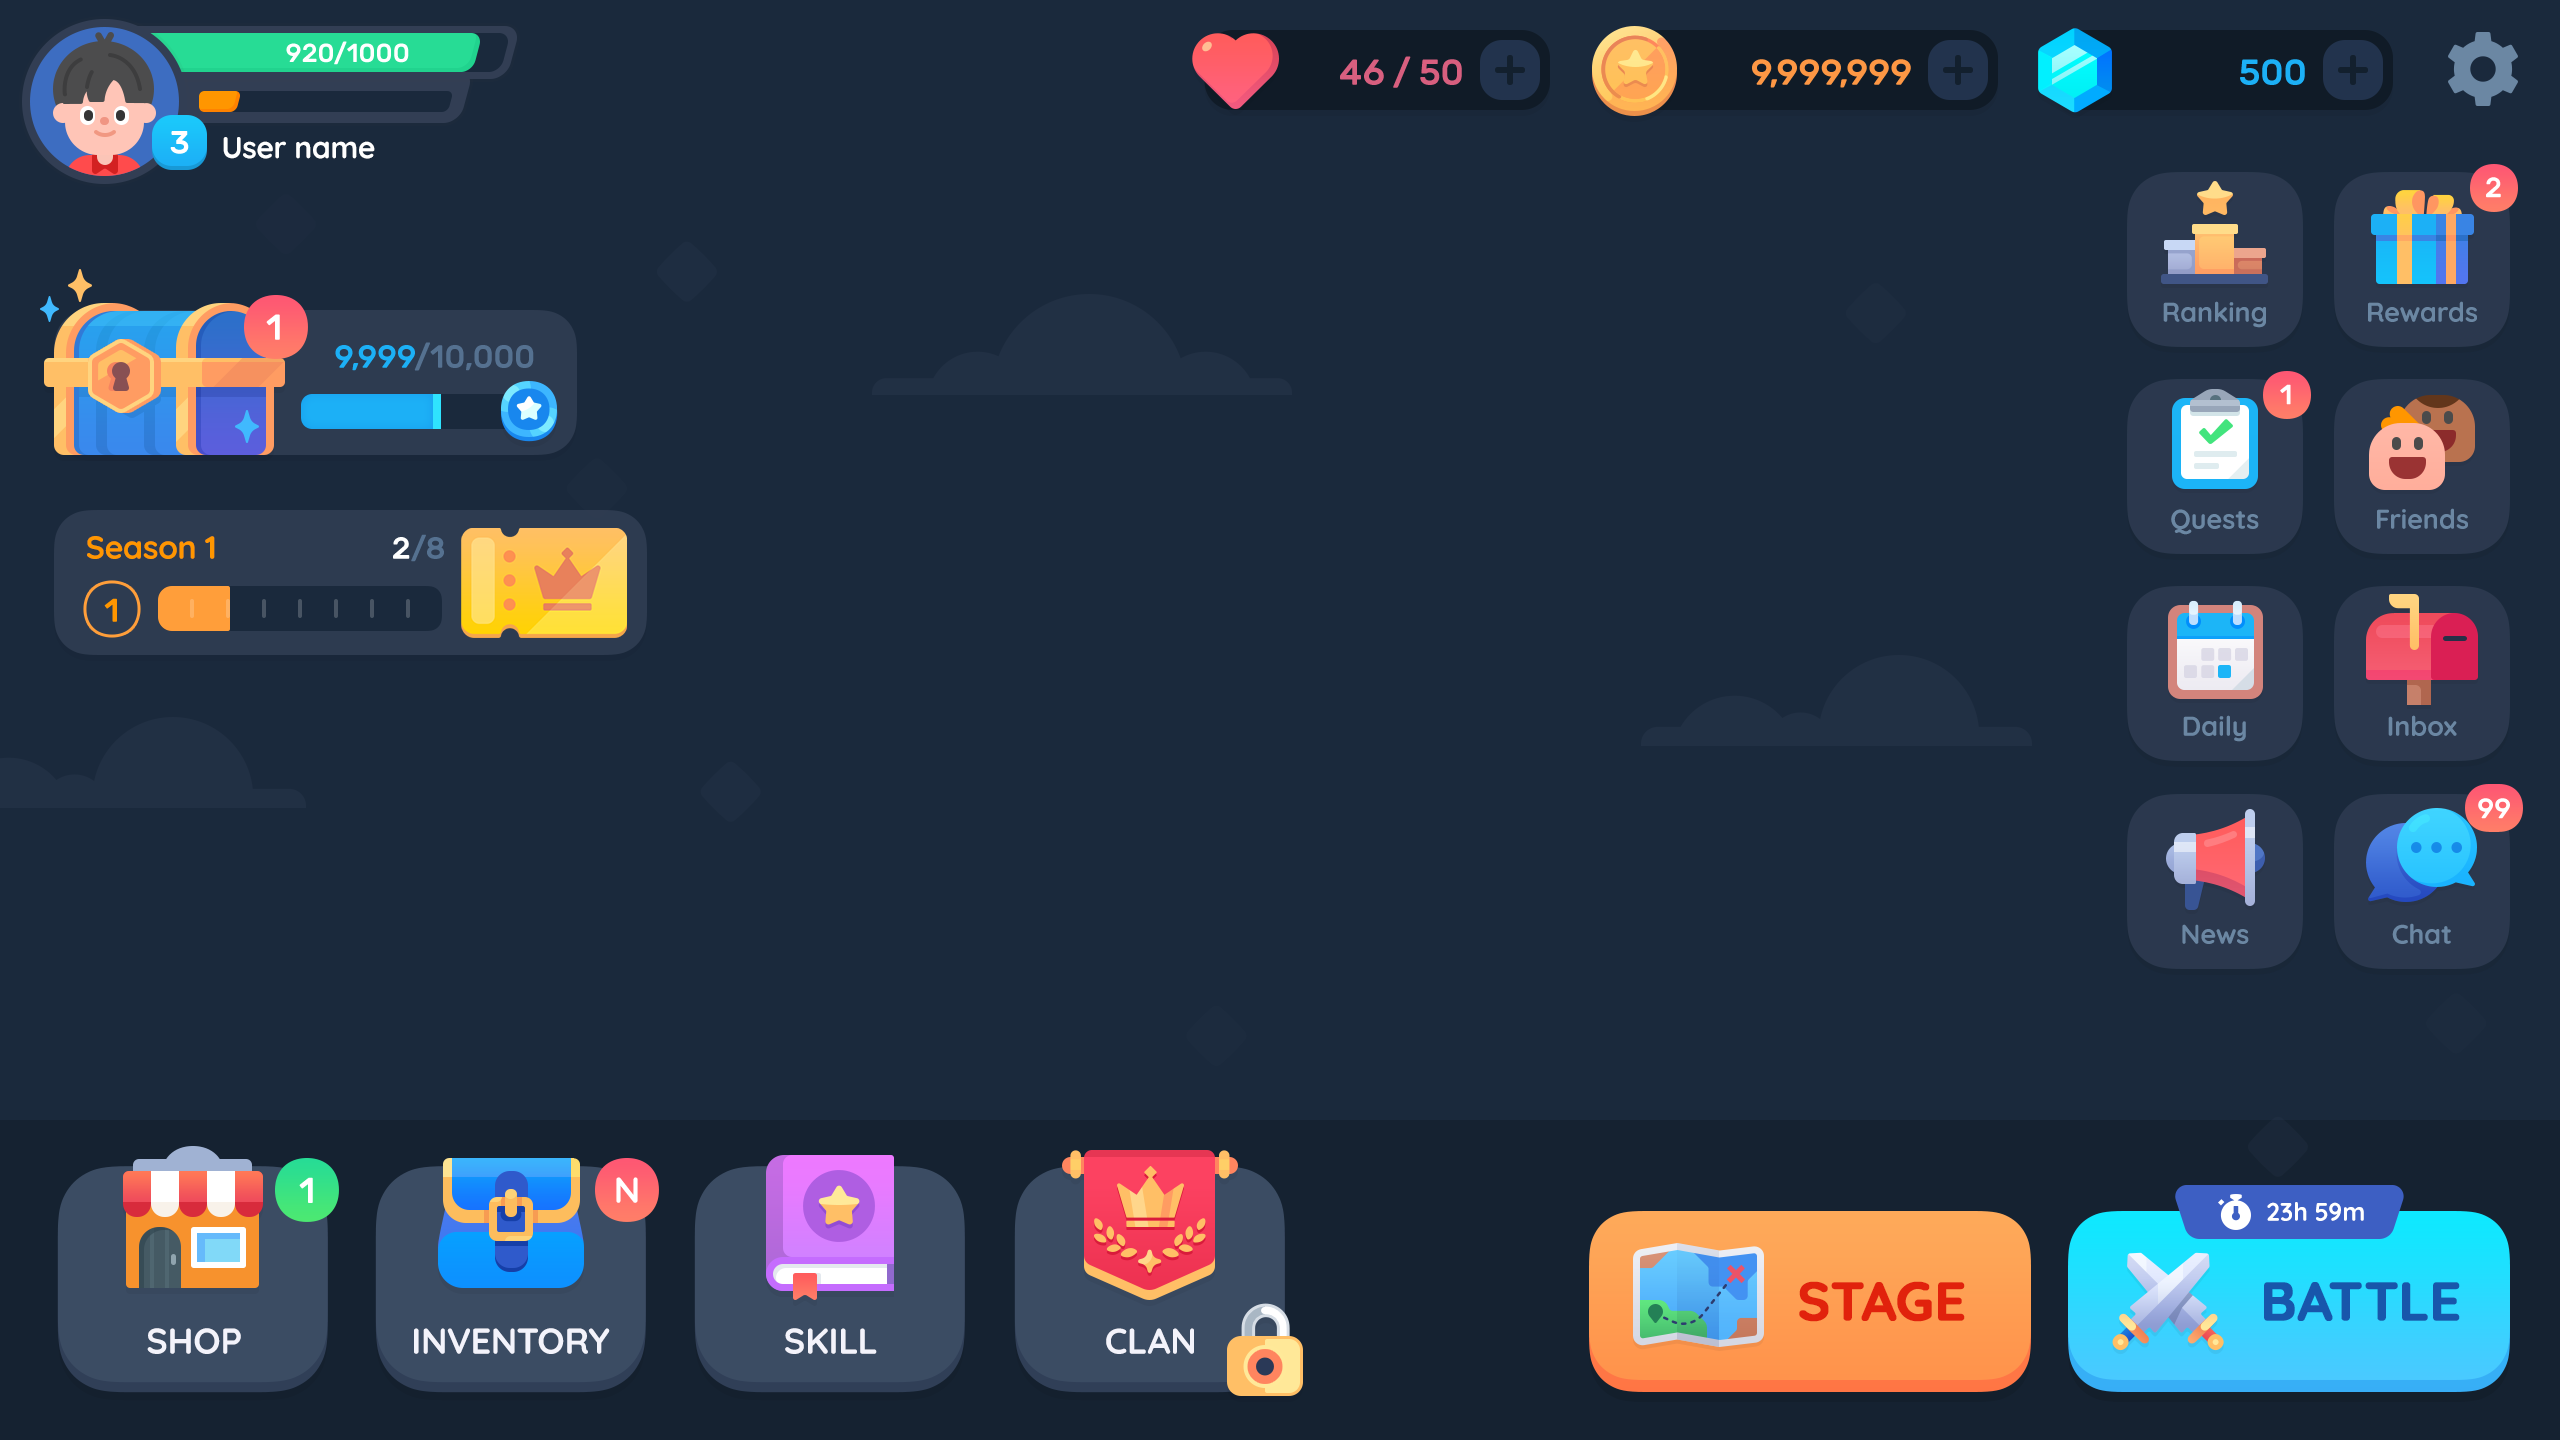 920/1000
3
User name
46 / 50
9,999,999
500
1
9,999/10,000
Season 1
2/8
1
Ranking
Rewards
2
Quests
1
Friends
Daily
Inbox
News
Chat
99
SHOP
1
INVENTORY
N
SKILL
CLAN
STAGE
23h 59m
BATTLE